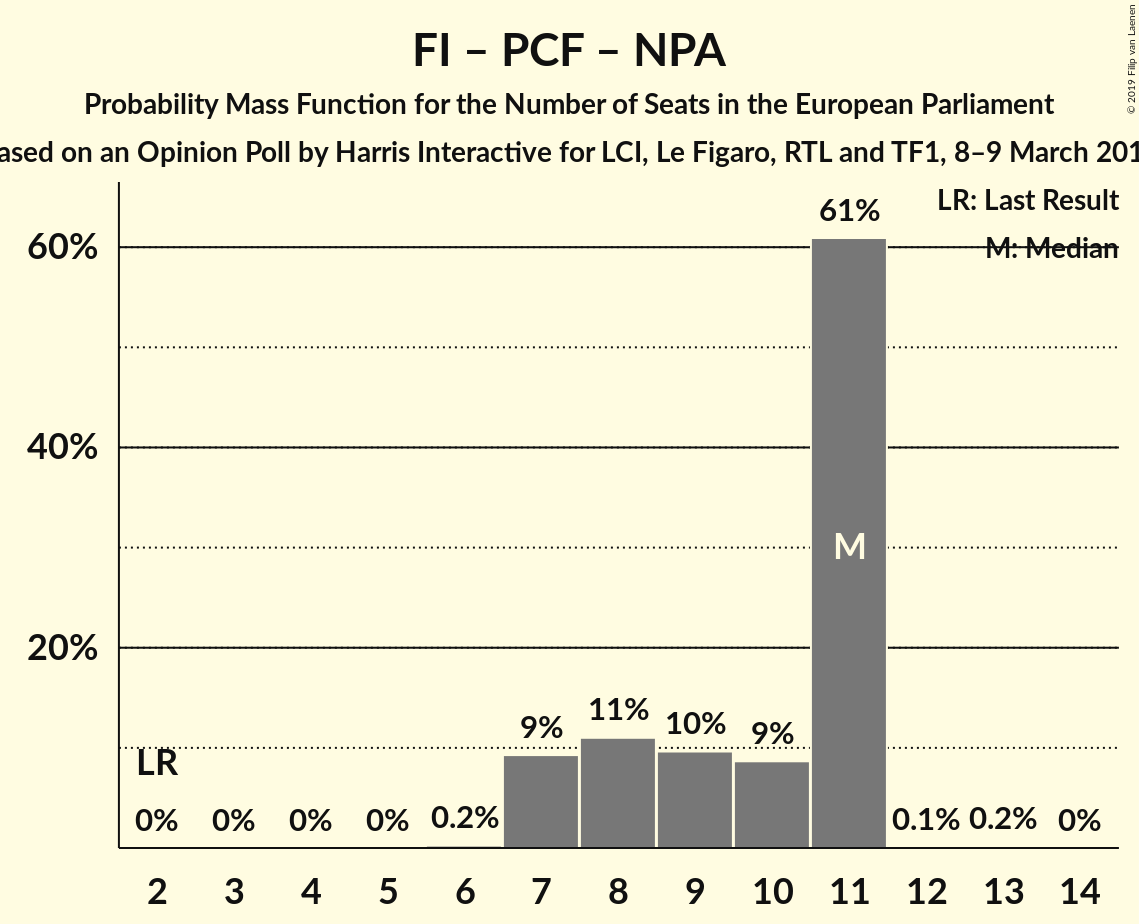 FI – PCF – NPA
Probability Mass Function for the Number of Seats in the European Parliament
on an Opinion Poll by Harris Interactive for LCI, Le Figaro, RTL and TF1, 8–9 March
© 2019 Filip van Laenen
LR: Last Result
M: Median
60%
40%
20%
61%
M
LR
0%
0%
0%
0%
0.2%
9%
11%
10%
9%
0.1%
0.2%
0%
2 3 4 5 6 7 8 9 10 11 12 13 14